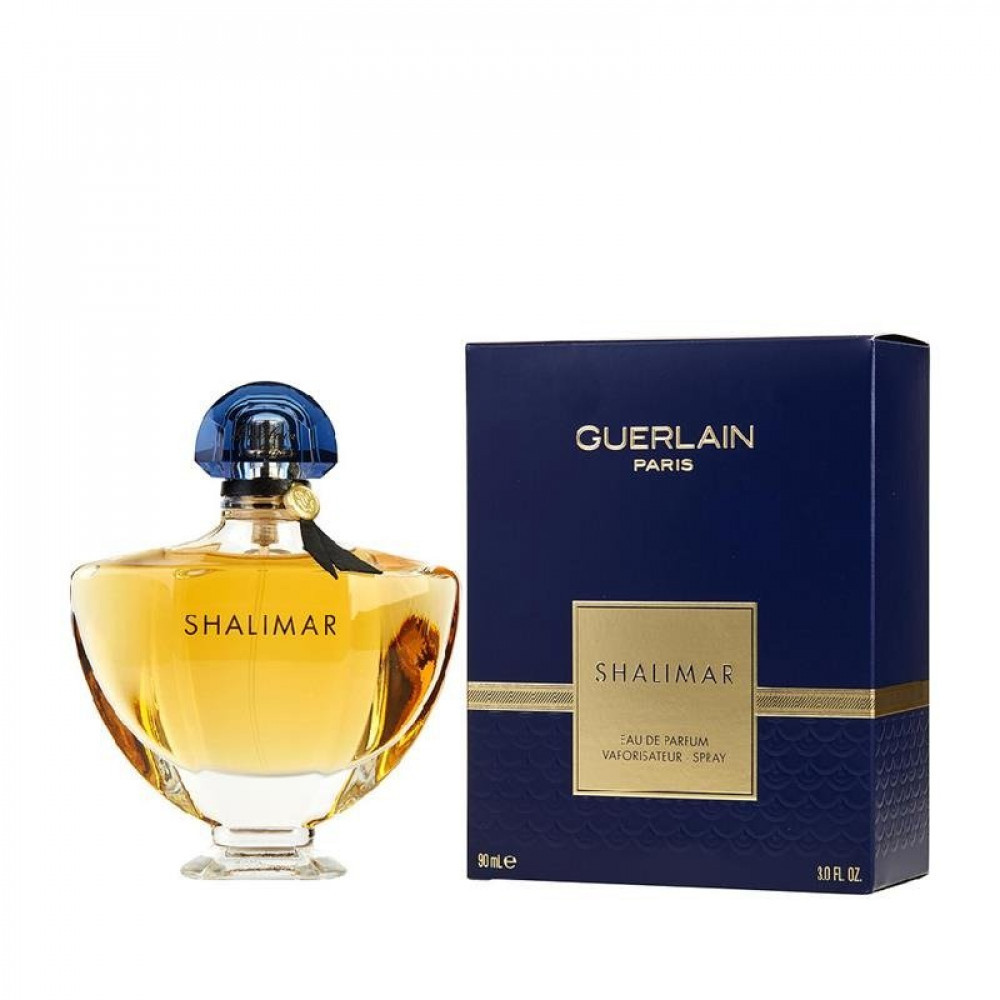 SHALIMAR
GUERLAIN
PARIS
SHALIMAR
EAU DE PARFUM
VAPORISATEUR - SPRAY
90 mL e
3.0 FL. OZ.